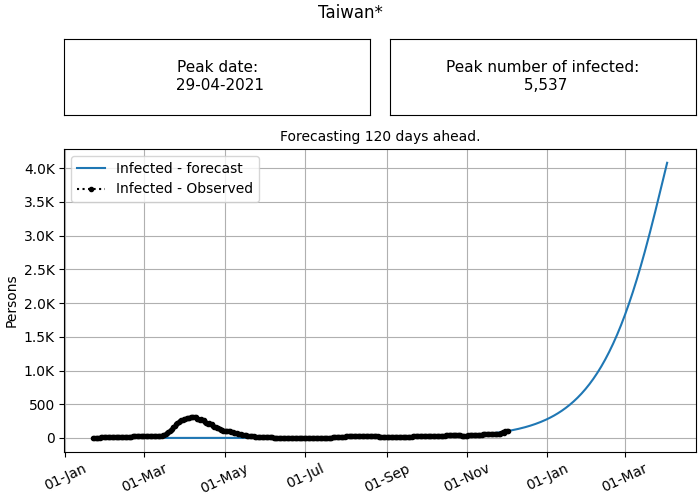 Taiwan*
Peak date:
29-04-2021
Peak number of infected:
5,537
Forecasting 120 days ahead.
Infected - forecast
Infected - Observed
Persons
4.0K
3.5K
3.0K
2.5K
2.0K
1.5K
1.0K
500
0
01-Jan
01-Mar
01-May
01-Jul
01-Sep
01-Nov
01-Jan
01-Mar